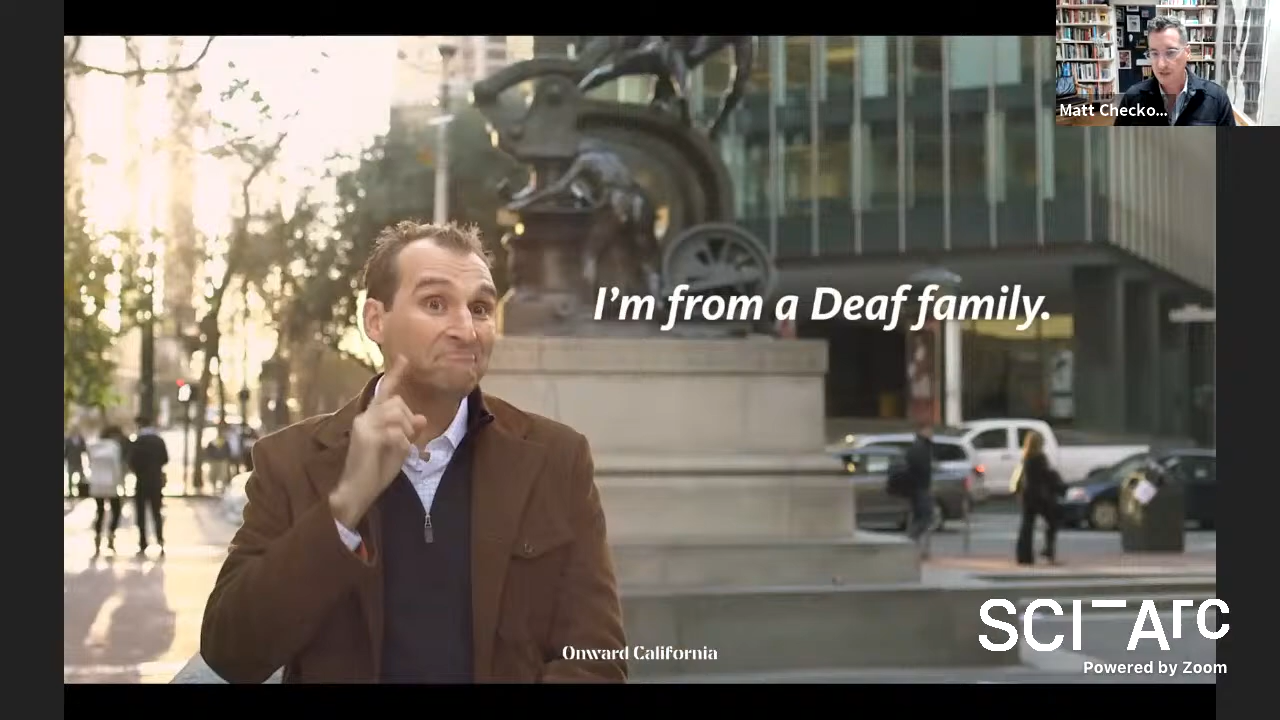 Matt Checko...
I'm from a Deaf family.
Onward California
SCI-Arc
Powered by Zoom